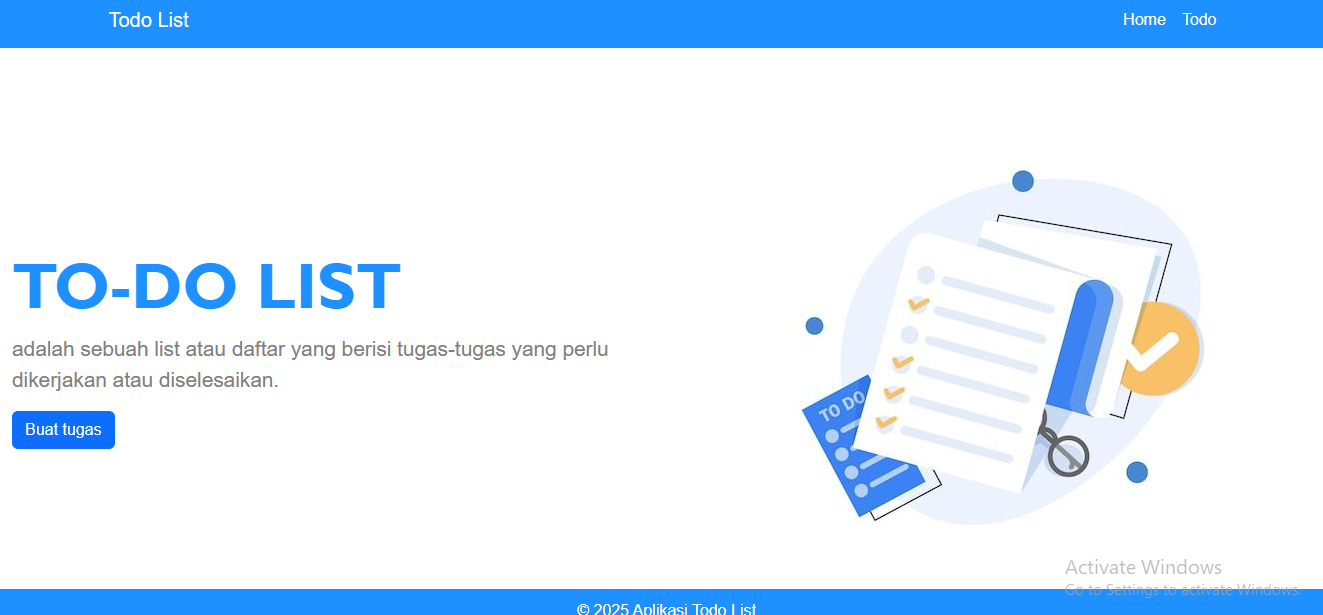 Todo List
Home Todo
TO-DO LIST
adalah sebuah list atau daftar yang berisi tugas-tugas yang perlu
dikerjakan atau diselesaikan.
Buat tugas
TO DO
Activate Windows
Go to Settings to activate Windows.
© 2025 Aplikasi Todo List